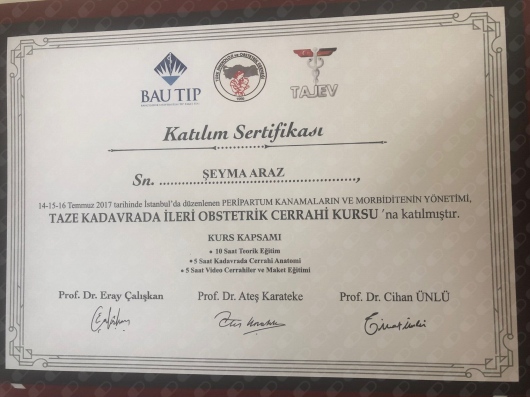 BAU TIP
TAJEV
Katılım Sertifikası
Sn. ŞEYMA ARAZ ,
14-15-16 Temmuz 2017 tarihinde İstanbul'da düzenlenen PERİPARTUM KANAMALARIN VE MORBİDİTENİN YÖNETİMİ,
TAZE KADAVRADA İLERİ OBSTETRİK CERRAHİ KURSU 'na katılmıştır.
KURS KAPSAMI
• 10 Saat Teorik Eğitim
• 5 Saat Kadavrada Cerrahi Anatomi
• 5 Saat Video Cerrahiler ve Maket Eğitimi
Prof. Dr. Eray Çalışkan Prof. Dr. Ateş Karateke Prof. Dr. Cihan ÜNLÜ